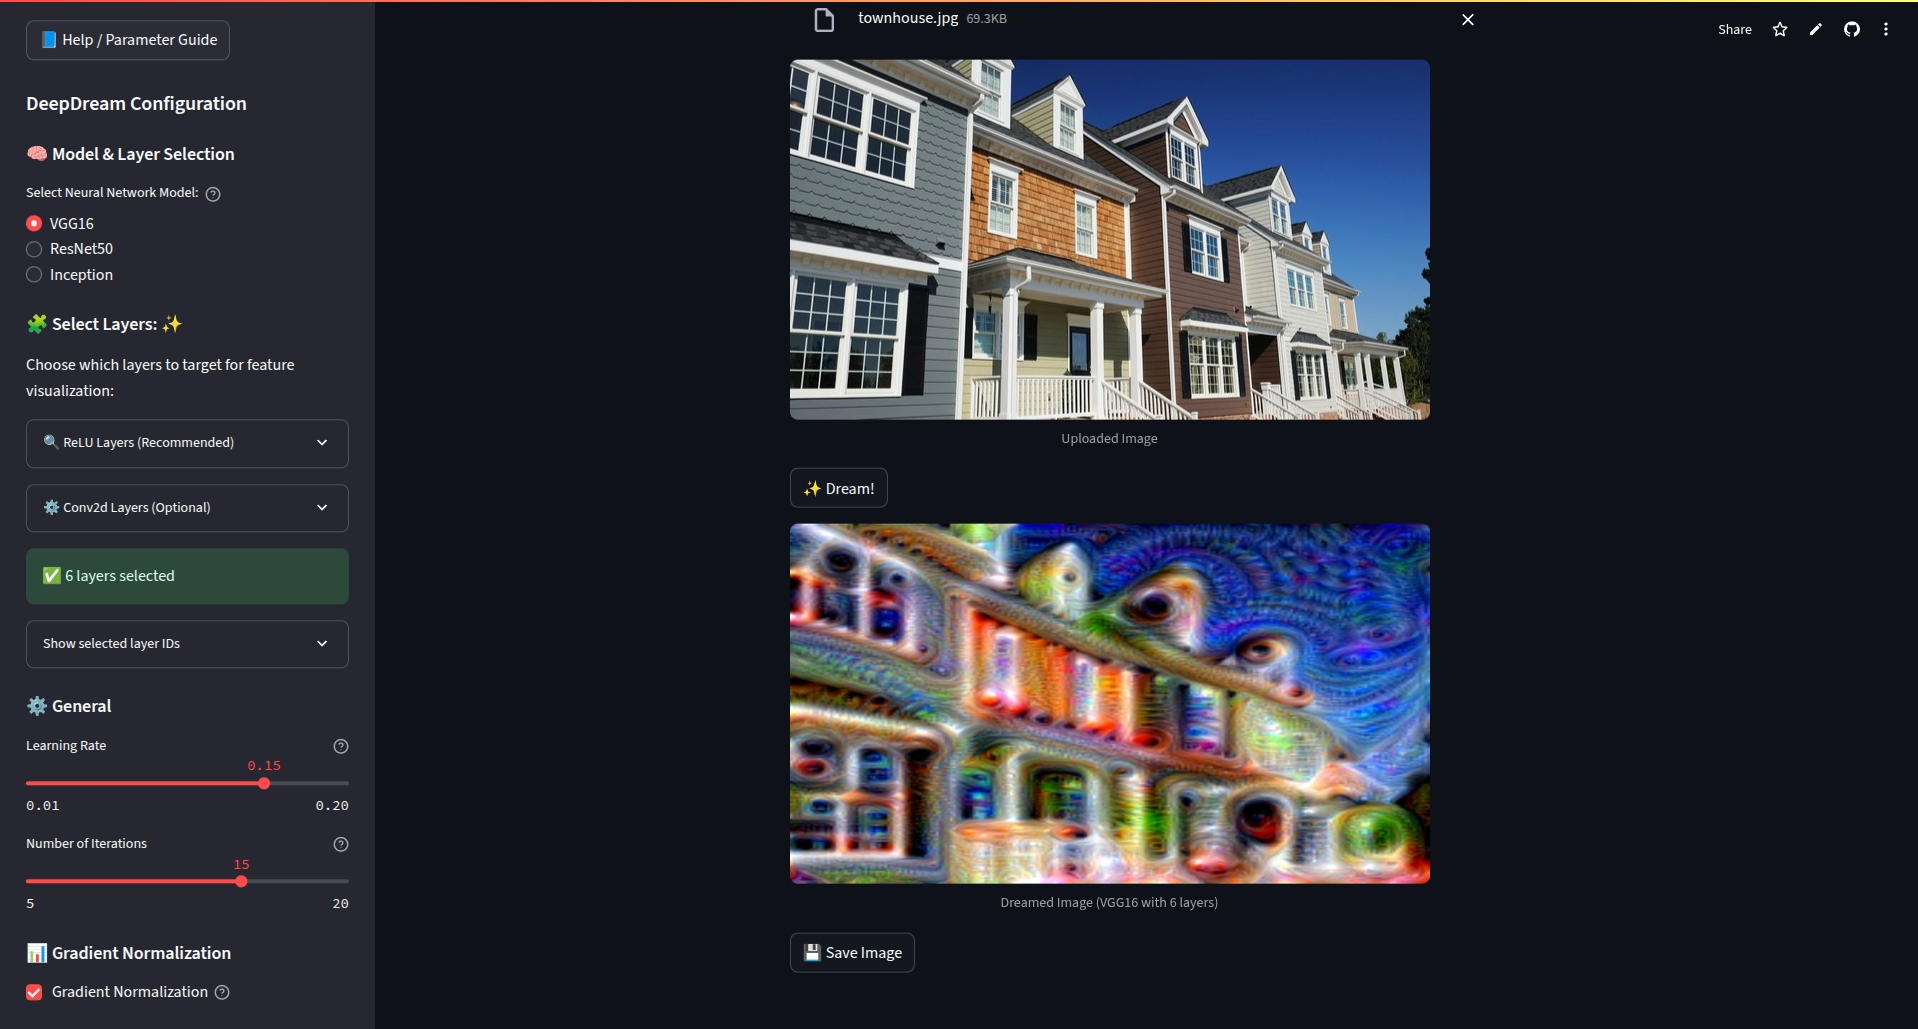 📘 Help / Parameter Guide
DeepDream Configuration
🧠 Model & Layer Selection
Select Neural Network Model:
VGG16
ResNet50
Inception
🧩 Select Layers: ✨
Choose which layers to target for feature
visualization:
🔍 ReLU Layers (Recommended)
⚙️ Conv2d Layers (Optional)
✅ 6 layers selected
Show selected layer IDs
⚙️ General
Learning Rate
0.15
0.01 0.20
Number of Iterations
15
5 20
📊 Gradient Normalization
Gradient Normalization
townhouse.jpg 69.3KB
Share
Uploaded Image
✨ Dream!
Dreamed Image (VGG16 with 6 layers)
💾 Save Image